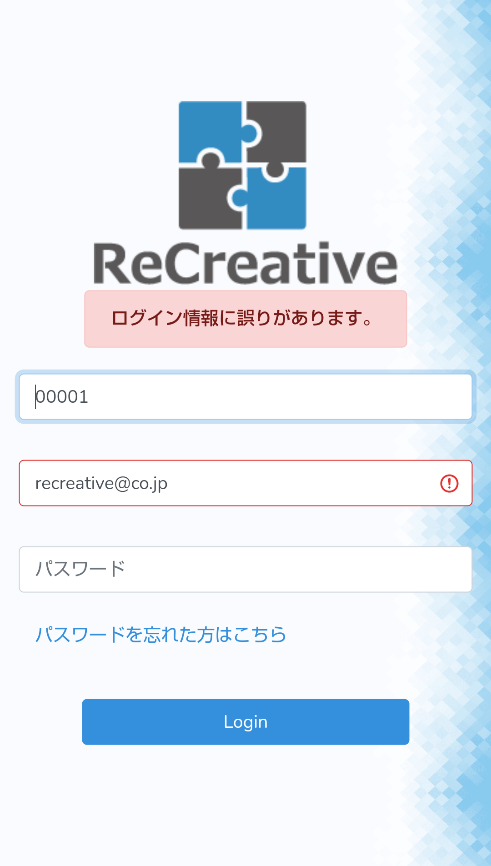 ReCreative
ログイン情報に誤りがあります。
00001
recreative@co.jp
パスワード
パスワードを忘れた方はこちら
Login